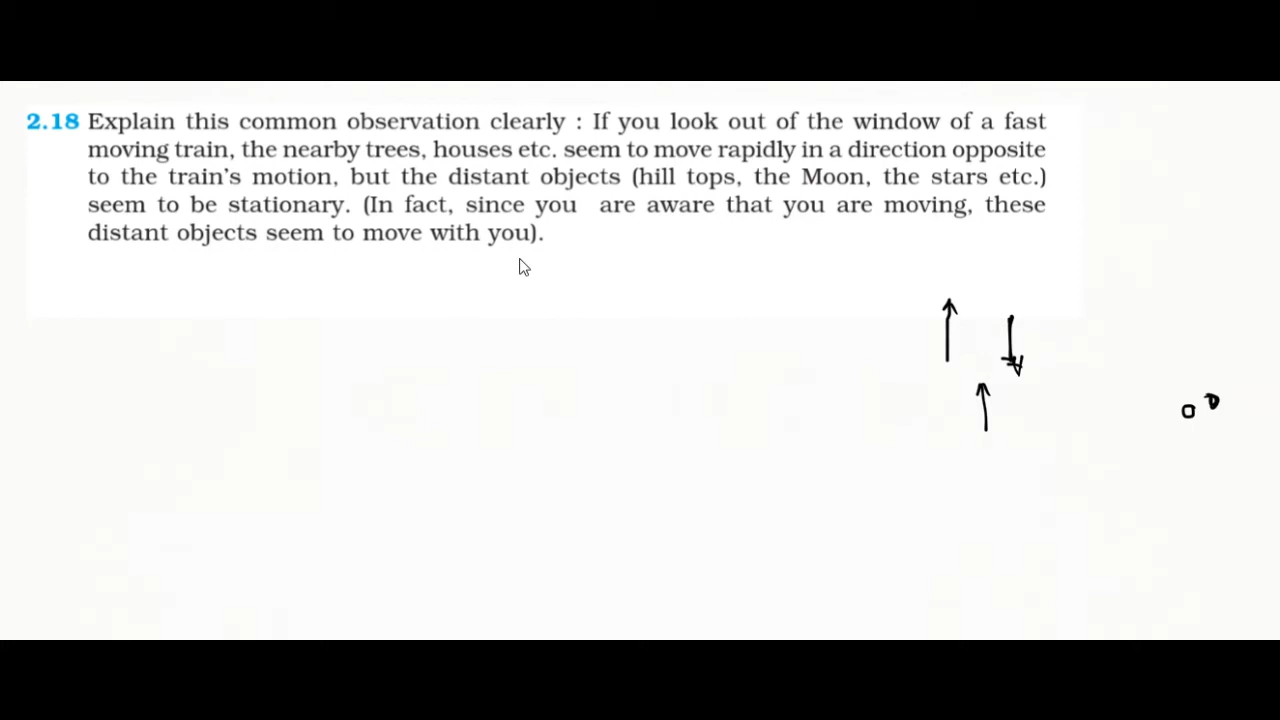 2.18 Explain this common observation clearly : If you look out of the window of a fast
moving train, the nearby trees, houses etc. seem to move rapidly in a direction opposite
to the train's motion, but the distant objects (hill tops, the Moon, the stars etc.)
seem to be stationary. (In fact, since you are aware that you are moving, these
distant objects seem to move with you).